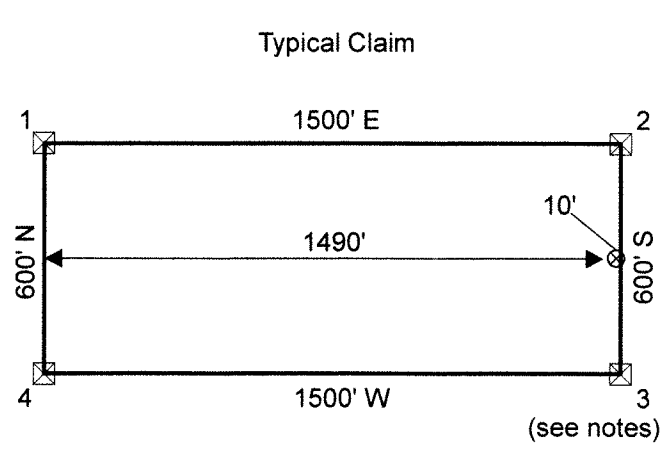 Typical Claim
1
1500' E
2
10'
1490'
600' N
600' S
4
1500' W
3
(see notes)